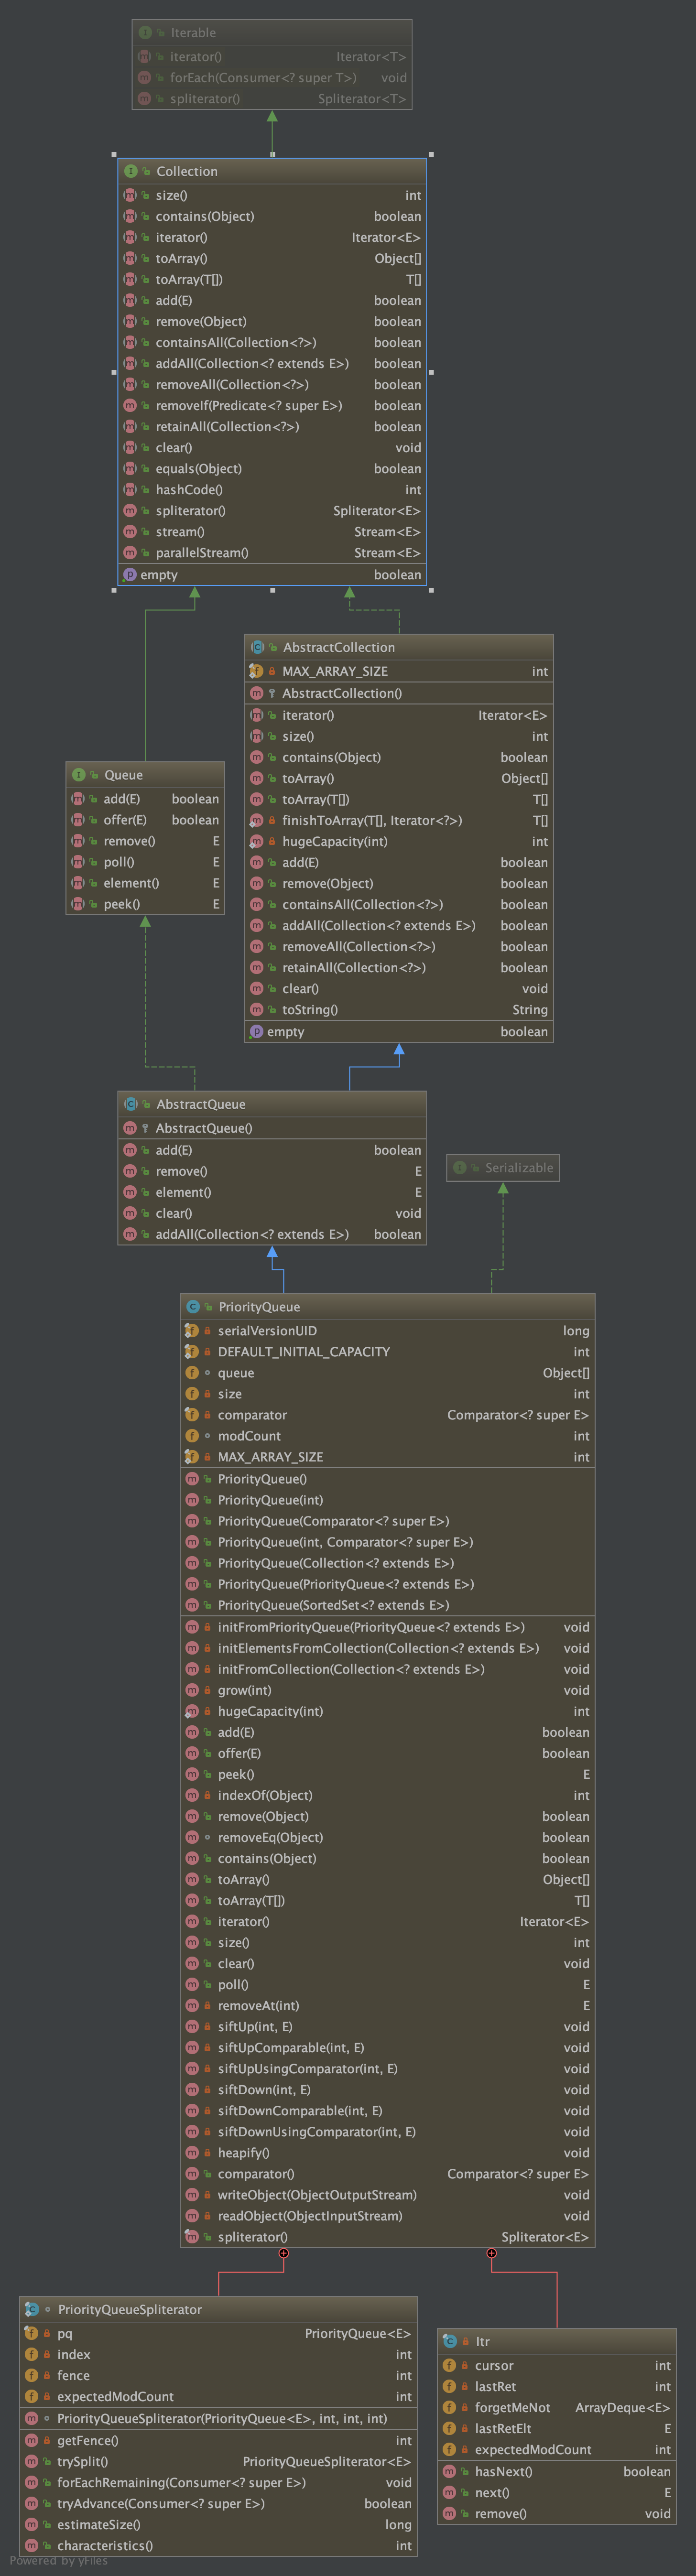 Iterable
iterator() Iterator<T>
forEach(Consumer<? super T>) void
spliterator() Spliterator<T>
Collection
size() int
contains(Object) boolean
iterator() Iterator<E>
toArray() Object[]
toArray(T[]) T[]
add(E) boolean
remove(Object) boolean
containsAll(Collection<?>) boolean
addAll(Collection<? extends E>) boolean
removeAll(Collection<?>) boolean
removeIf(Predicate<? super E>) boolean
retainAll(Collection<?>) boolean
clear() void
equals(Object) boolean
hashCode() int
spliterator() Spliterator<E>
stream() Stream<E>
parallelStream() Stream<E>
empty boolean
AbstractCollection
MAX_ARRAY_SIZE int
AbstractCollection()
iterator() Iterator<E>
size() int
contains(Object) boolean
toArray() Object[]
toArray(T[]) T[]
finishToArray(T[], Iterator<?>) T[]
hugeCapacity(int) int
add(E) boolean
remove(Object) boolean
containsAll(Collection<?>) boolean
addAll(Collection<? extends E>) boolean
removeAll(Collection<?>) boolean
retainAll(Collection<?>) boolean
clear() void
toString() String
empty boolean
Queue
add(E) boolean
offer(E) boolean
remove() E
poll() E
element() E
peek() E
AbstractQueue
AbstractQueue()
add(E) boolean
remove() E
element() E
clear() void
addAll(Collection<? extends E>) boolean
Serializable
PriorityQueue
serialVersionUID long
DEFAULT_INITIAL_CAPACITY int
queue Object[]
size int
comparator Comparator<? super E>
modCount int
MAX_ARRAY_SIZE int
PriorityQueue()
PriorityQueue(int)
PriorityQueue(Comparator<? super E>)
PriorityQueue(int, Comparator<? super E>)
PriorityQueue(Collection<? extends E>)
PriorityQueue(PriorityQueue<? extends E>)
PriorityQueue(SortedSet<? extends E>)
initFromPriorityQueue(PriorityQueue<? extends E>) void
initElementsFromCollection(Collection<? extends E>) void
initFromCollection(Collection<? extends E>) void
grow(int) void
hugeCapacity(int) int
add(E) boolean
offer(E) boolean
peek() E
indexOf(Object) int
remove(Object) boolean
removeEq(Object) boolean
contains(Object) boolean
toArray() Object[]
toArray(T[]) T[]
iterator() Iterator<E>
size() int
clear() void
poll() E
removeAt(int) E
siftUp(int, E) void
siftUpComparable(int, E) void
siftUpUsingComparator(int, E) void
siftDown(int, E) void
siftDownComparable(int, E) void
siftDownUsingComparator(int, E) void
heapify() void
comparator() Comparator<? super E>
writeObject(ObjectOutputStream) void
readObject(ObjectInputStream) void
spliterator() Spliterator<E>
PriorityQueueSpliterator
pq PriorityQueue<E>
index int
fence int
expectedModCount int
PriorityQueueSpliterator(PriorityQueue<E>, int, int, int)
getFence() int
trySplit() PriorityQueueSpliterator<E>
forEachRemaining(Consumer<? super E>) void
tryAdvance(Consumer<? super E>) boolean
estimateSize() long
characteristics() int
Itr
cursor int
lastRet int
forgetMeNot ArrayDeque<E>
lastRetElt E
expectedModCount int
hasNext() boolean
next() E
remove() void
Powered by yFiles